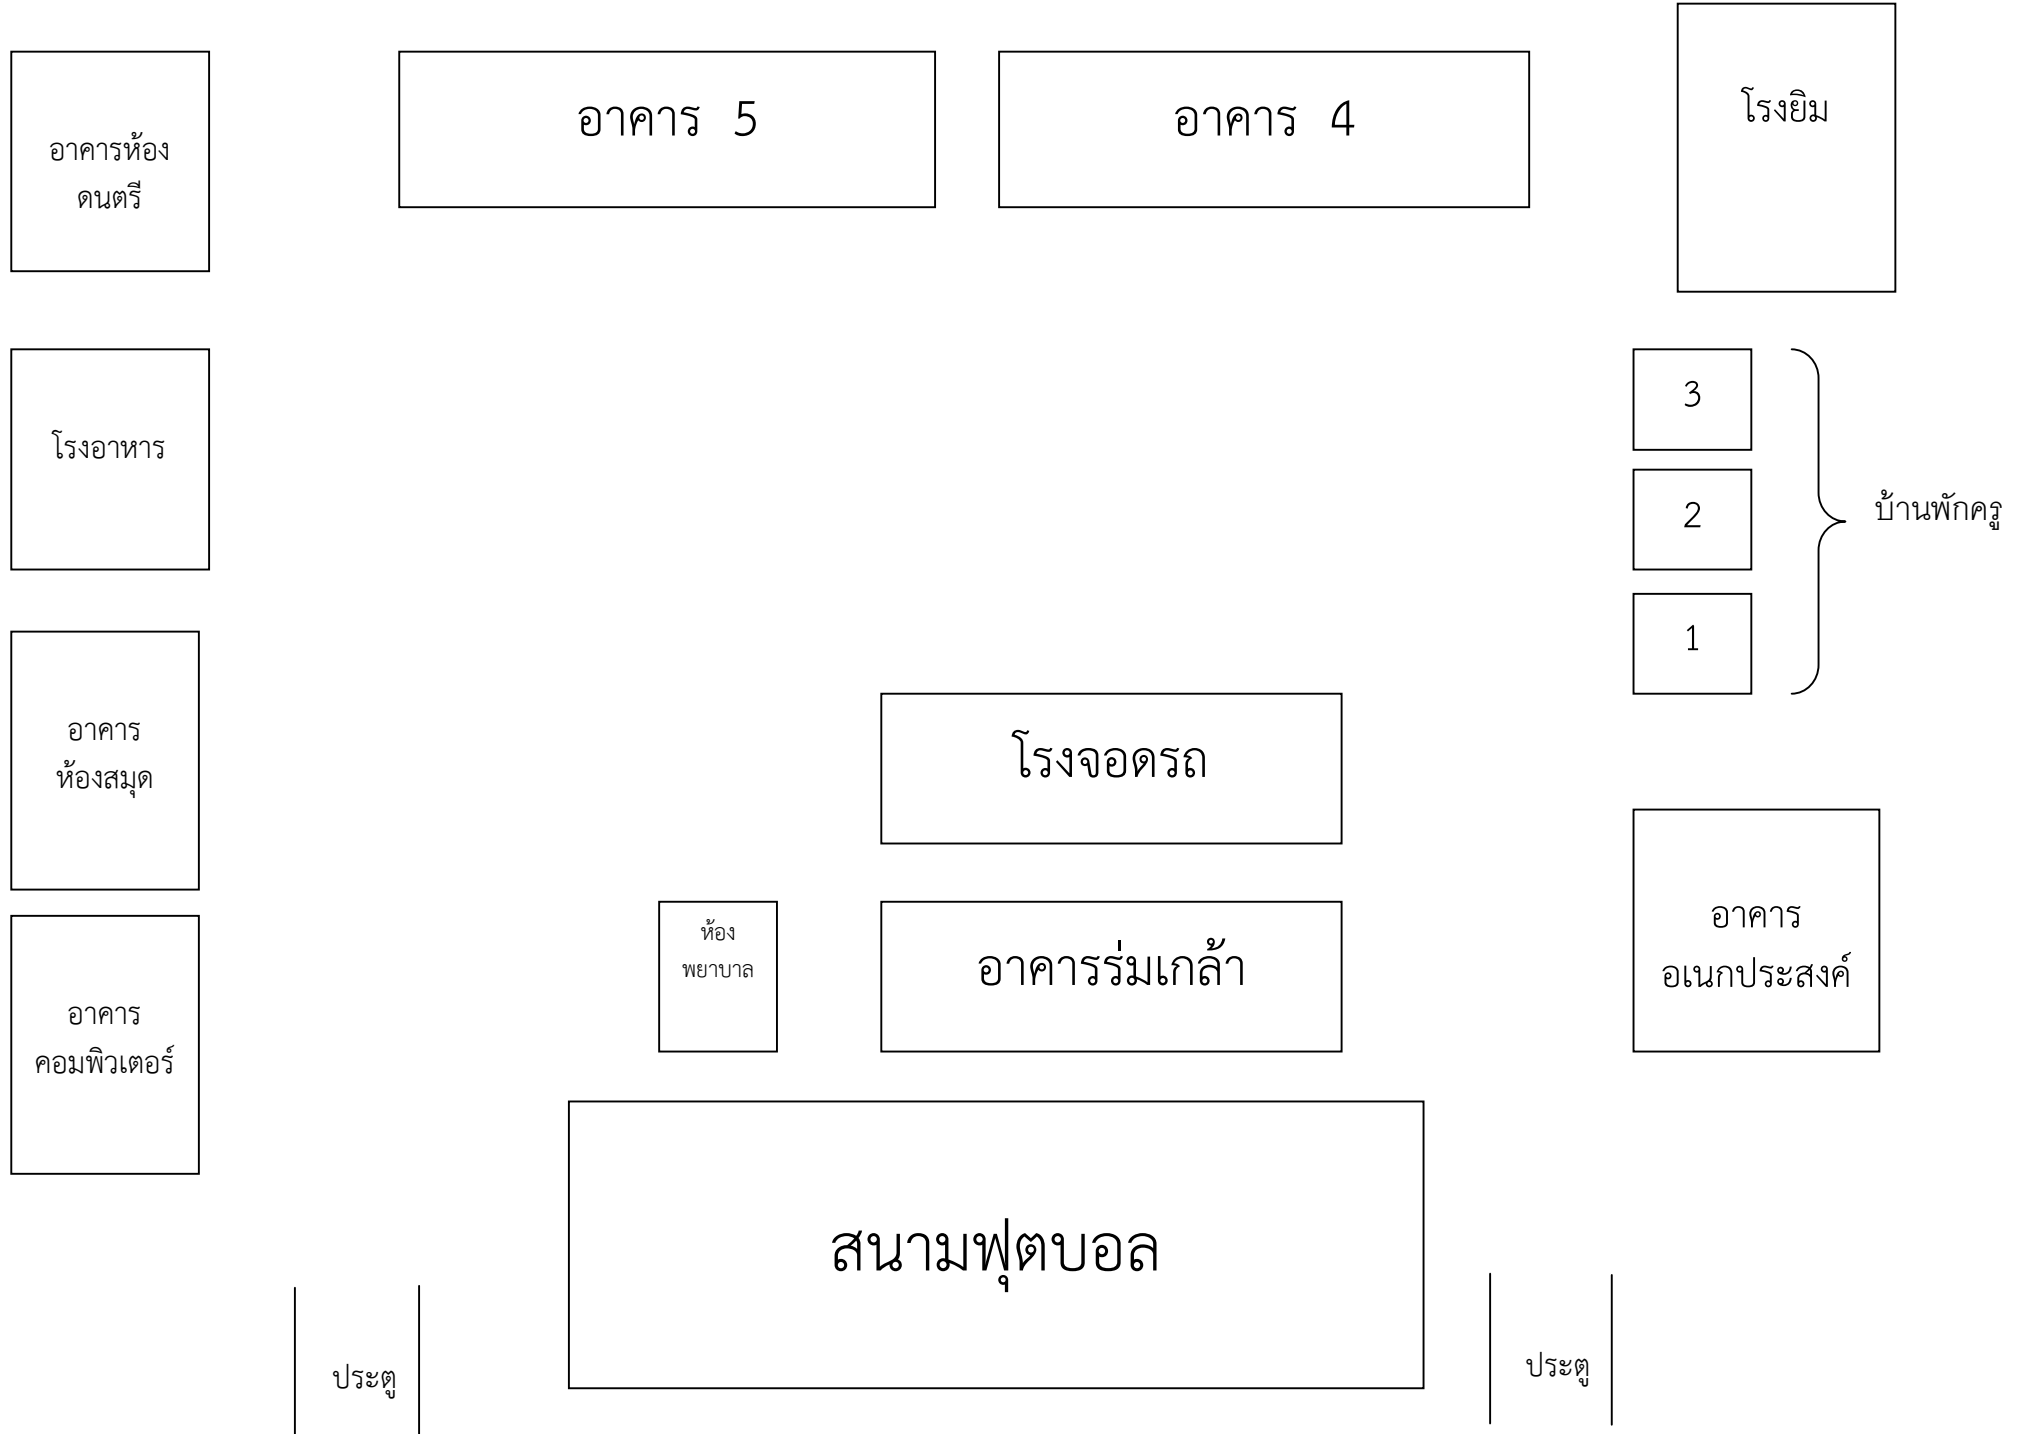 อาคารห้อง
ดนตรี
อาคาร 5
อาคาร 4
โรงยิม
โรงอาหาร
3
2
1
บ้านพักครู
อาคาร
ห้องสมุด
โรงจอดรถ
อาคาร
คอมพิวเตอร์
ห้อง
พยาบาล
อาคารร่มเกล้า
อาคาร
อเนกประสงค์
สนามฟุตบอล
ประตู
ประตู